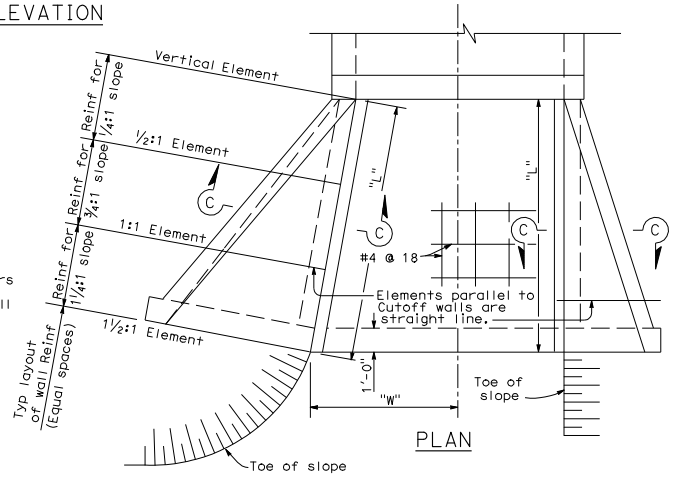 LEVATION
Vertical Element
1/2:1 Element
1:1 Element
1 1/2:1 Element
Reinf for
1/4:1 slope
Reinf for
3/4:1 slope
Reinf for
1 1/4:1 slope
Typ layout
of Wall Reinf
(Equal spaces)
ers
ll
C
C
C
C
"L"
"L"
#4 @ 18
Elements parallel to
Cutoff walls are
straight line.
1'-0"
"W"
Toe of
slope
Toe of slope
PLAN